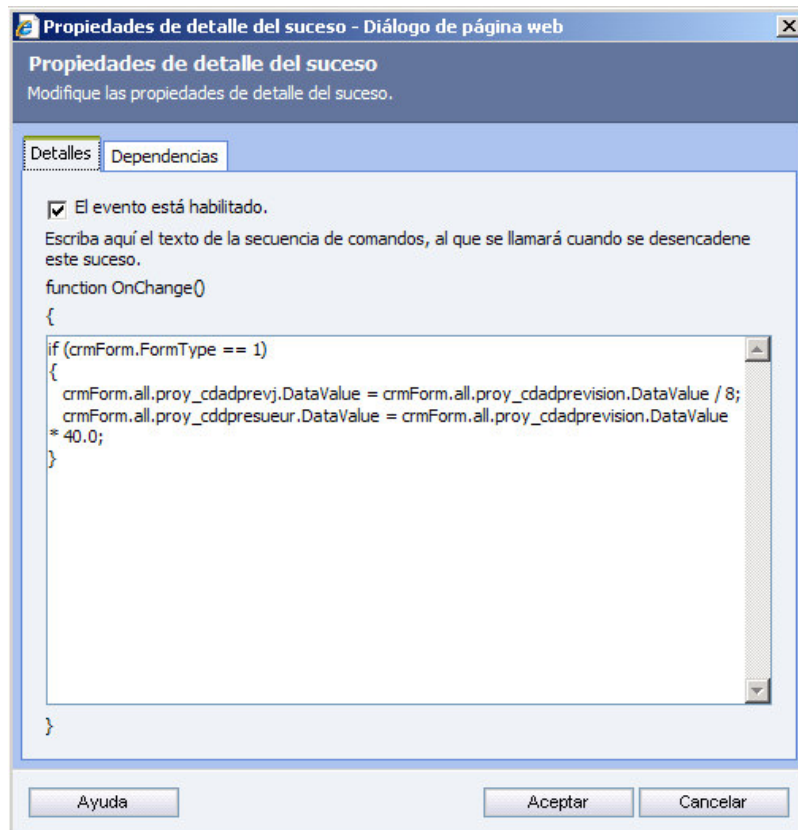 Propiedades de detalle del suceso - Diálogo de página web
Propiedades de detalle del suceso
Modifique las propiedades de detalle del suceso.
Detalles Dependencias
El evento está habilitado.
Escriba aquí el texto de la secuencia de comandos, al que se llamará cuando se desencadene
este suceso.
function OnChange()
{
if (crmForm.FormType == 1)
{
crmForm.all.proy_cdadprevj.DataValue = crmForm.all.proy_cdadprevision.DataValue / 8;
crmForm.all.proy_cddpresueur.DataValue = crmForm.all.proy_cdadprevision.DataValue
* 40.0;
}
}
Ayuda Aceptar Cancelar